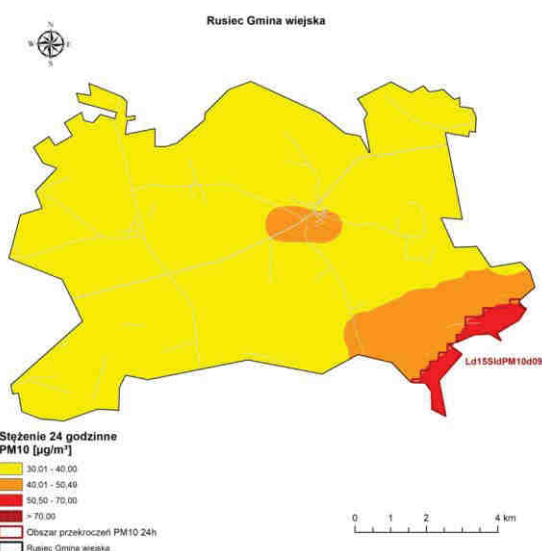 Rusiec Gmina wiejska
N
W E
S
Ld15SldPM10d09
Stężenie 24 godzinne
PM10 [µg/m³]
30,01 - 40,00
40,01 - 50,49
50,50 - 70,00
> 70,00
Obszar przekroczeń PM10 24h
Rusiec Gmina wiejska
0 1 2 4 km